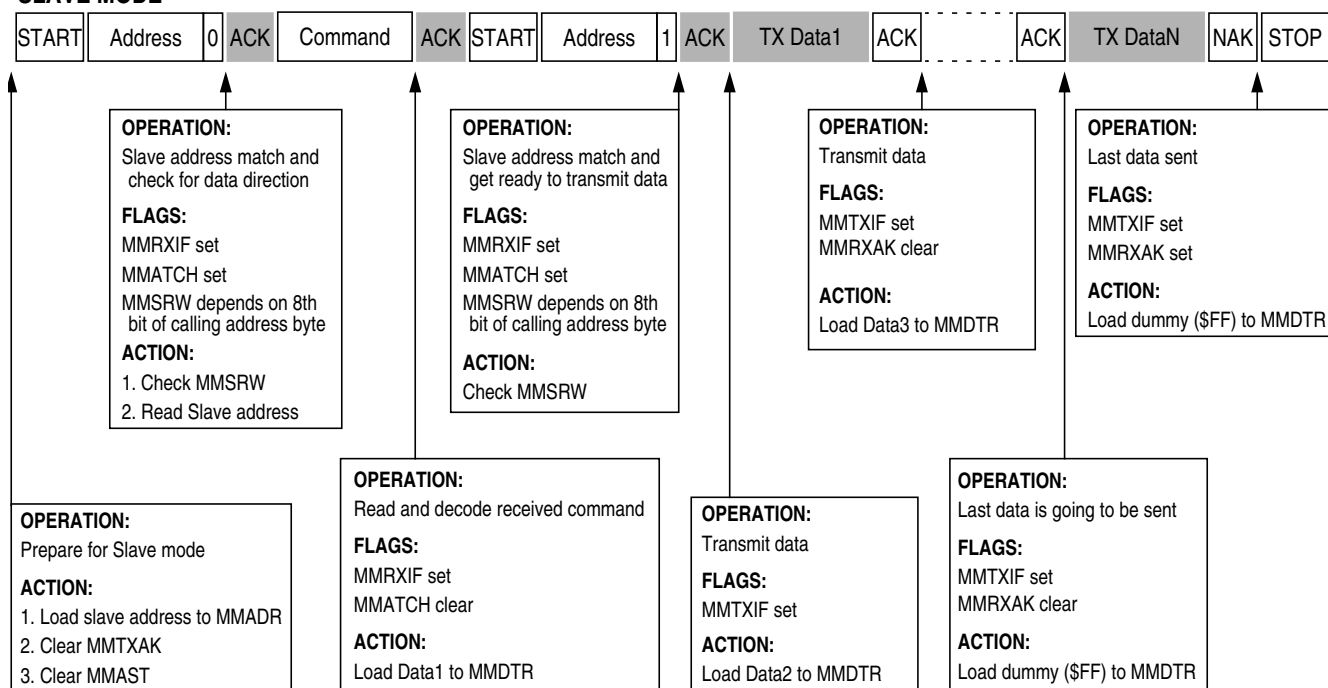 SLAVE MODE
START Address 0 ACK Command ACK START Address 1 ACK TX Data1 ACK ACK TX DataN NAK STOP
OPERATION:
Slave address match and
check for data direction
FLAGS:
MMRXIF set
MMATCH set
MMSRW depends on 8th
bit of calling address byte
ACTION:
1. Check MMSRW
2. Read Slave address
OPERATION:
Slave address match and
get ready to transmit data
FLAGS:
MMRXIF set
MMATCH set
MMSRW depends on 8th
bit of calling address byte
ACTION:
Check MMSRW
OPERATION:
Transmit data
FLAGS:
MMTXIF set
MMRXAK clear
ACTION:
Load Data3 to MMDTR
OPERATION:
Last data sent
FLAGS:
MMTXIF set
MMRXAK set
ACTION:
Load dummy ($FF) to MMDTR
OPERATION:
Prepare for Slave mode
ACTION:
1. Load slave address to MMADR
2. Clear MMTXAK
3. Clear MMAST
OPERATION:
Read and decode received command
FLAGS:
MMRXIF set
MMATCH clear
ACTION:
Load Data1 to MMDTR
OPERATION:
Transmit data
FLAGS:
MMTXIF set
ACTION:
Load Data2 to MMDTR
OPERATION:
Last data is going to be sent
FLAGS:
MMTXIF set
MMRXAK clear
ACTION:
Load dummy ($FF) to MMDTR